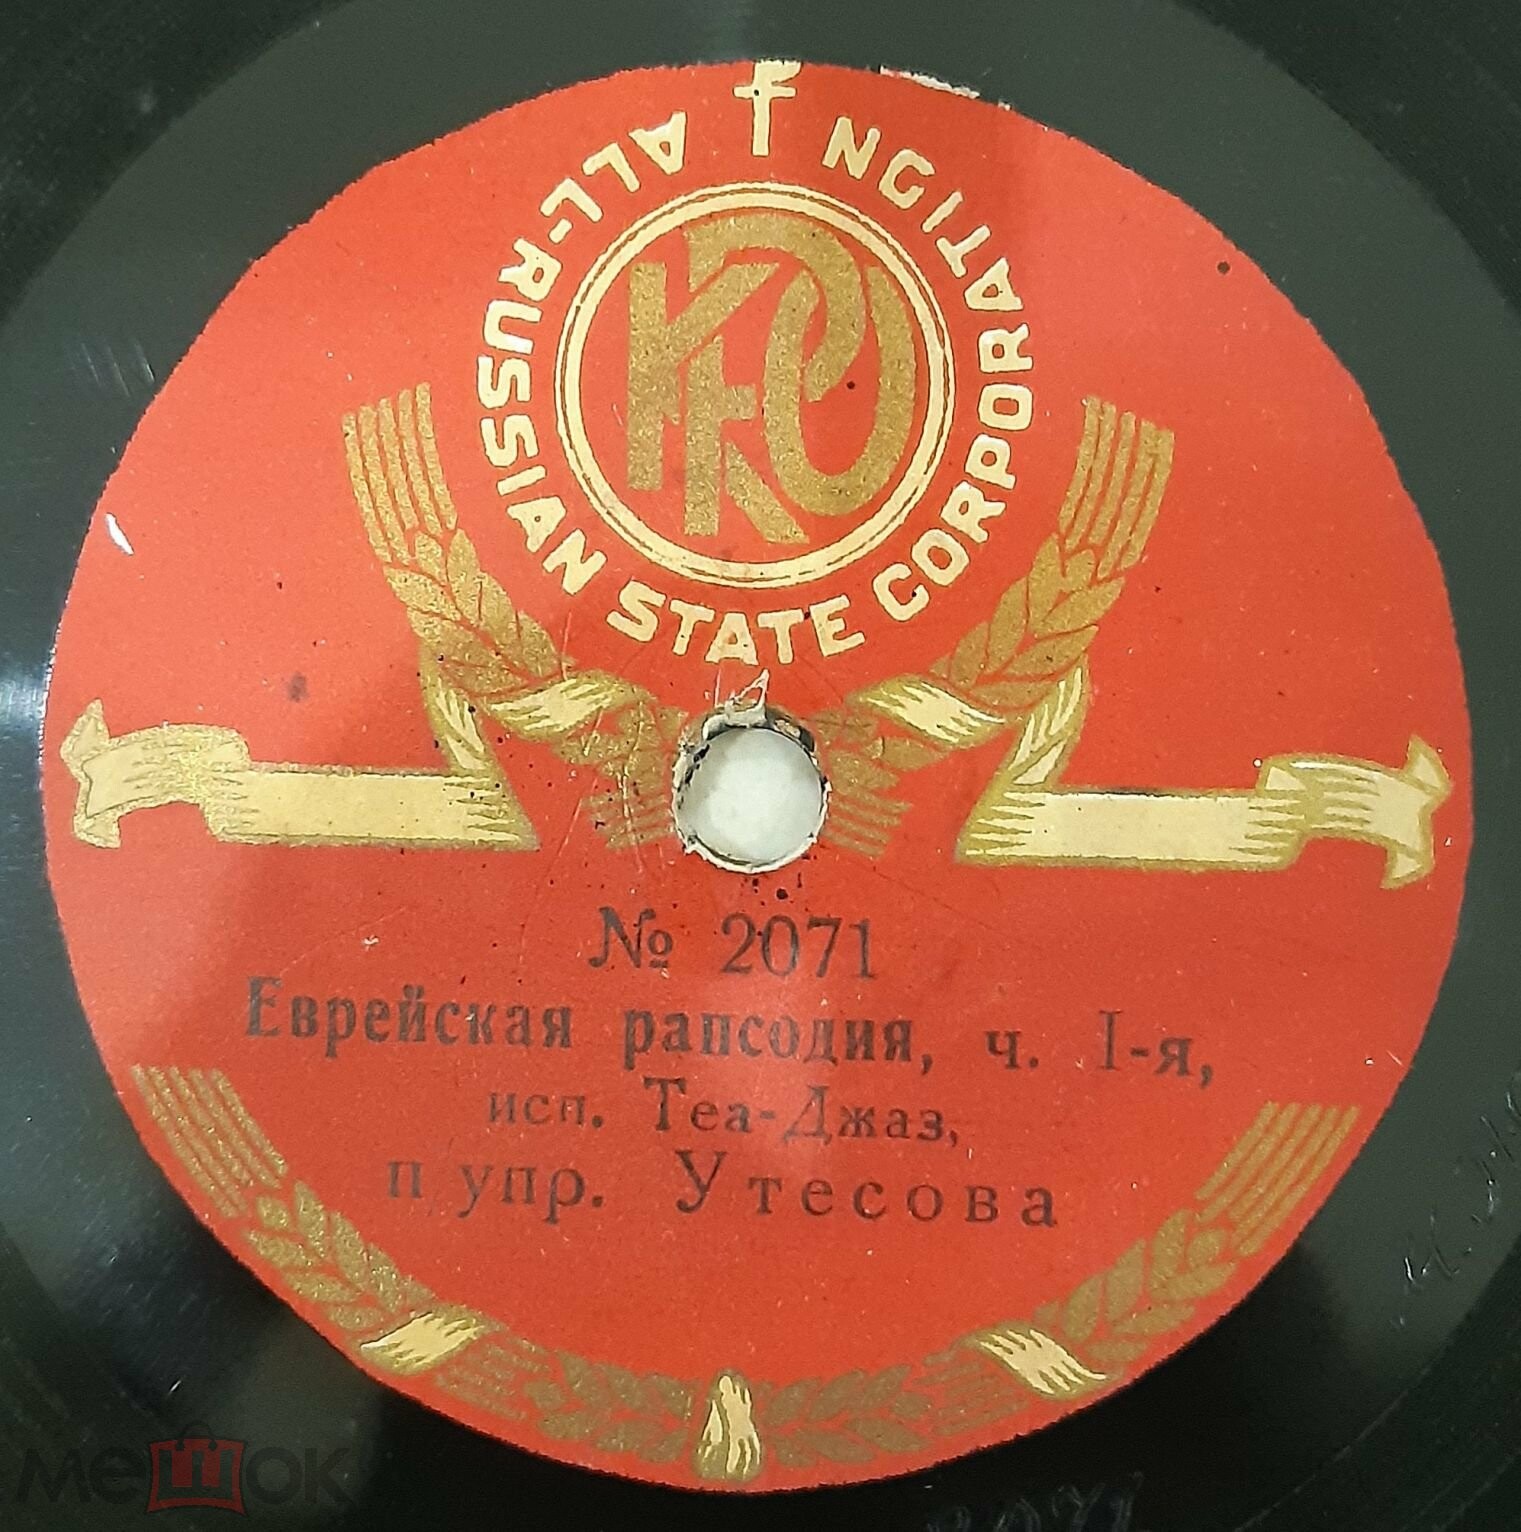 ALL-RUSSIAN STATE CORPORATION
№ 2071
Еврейская рапсодия, ч. I-я,
исп. Теа-Джаз,
п упр. Утесова
мешок